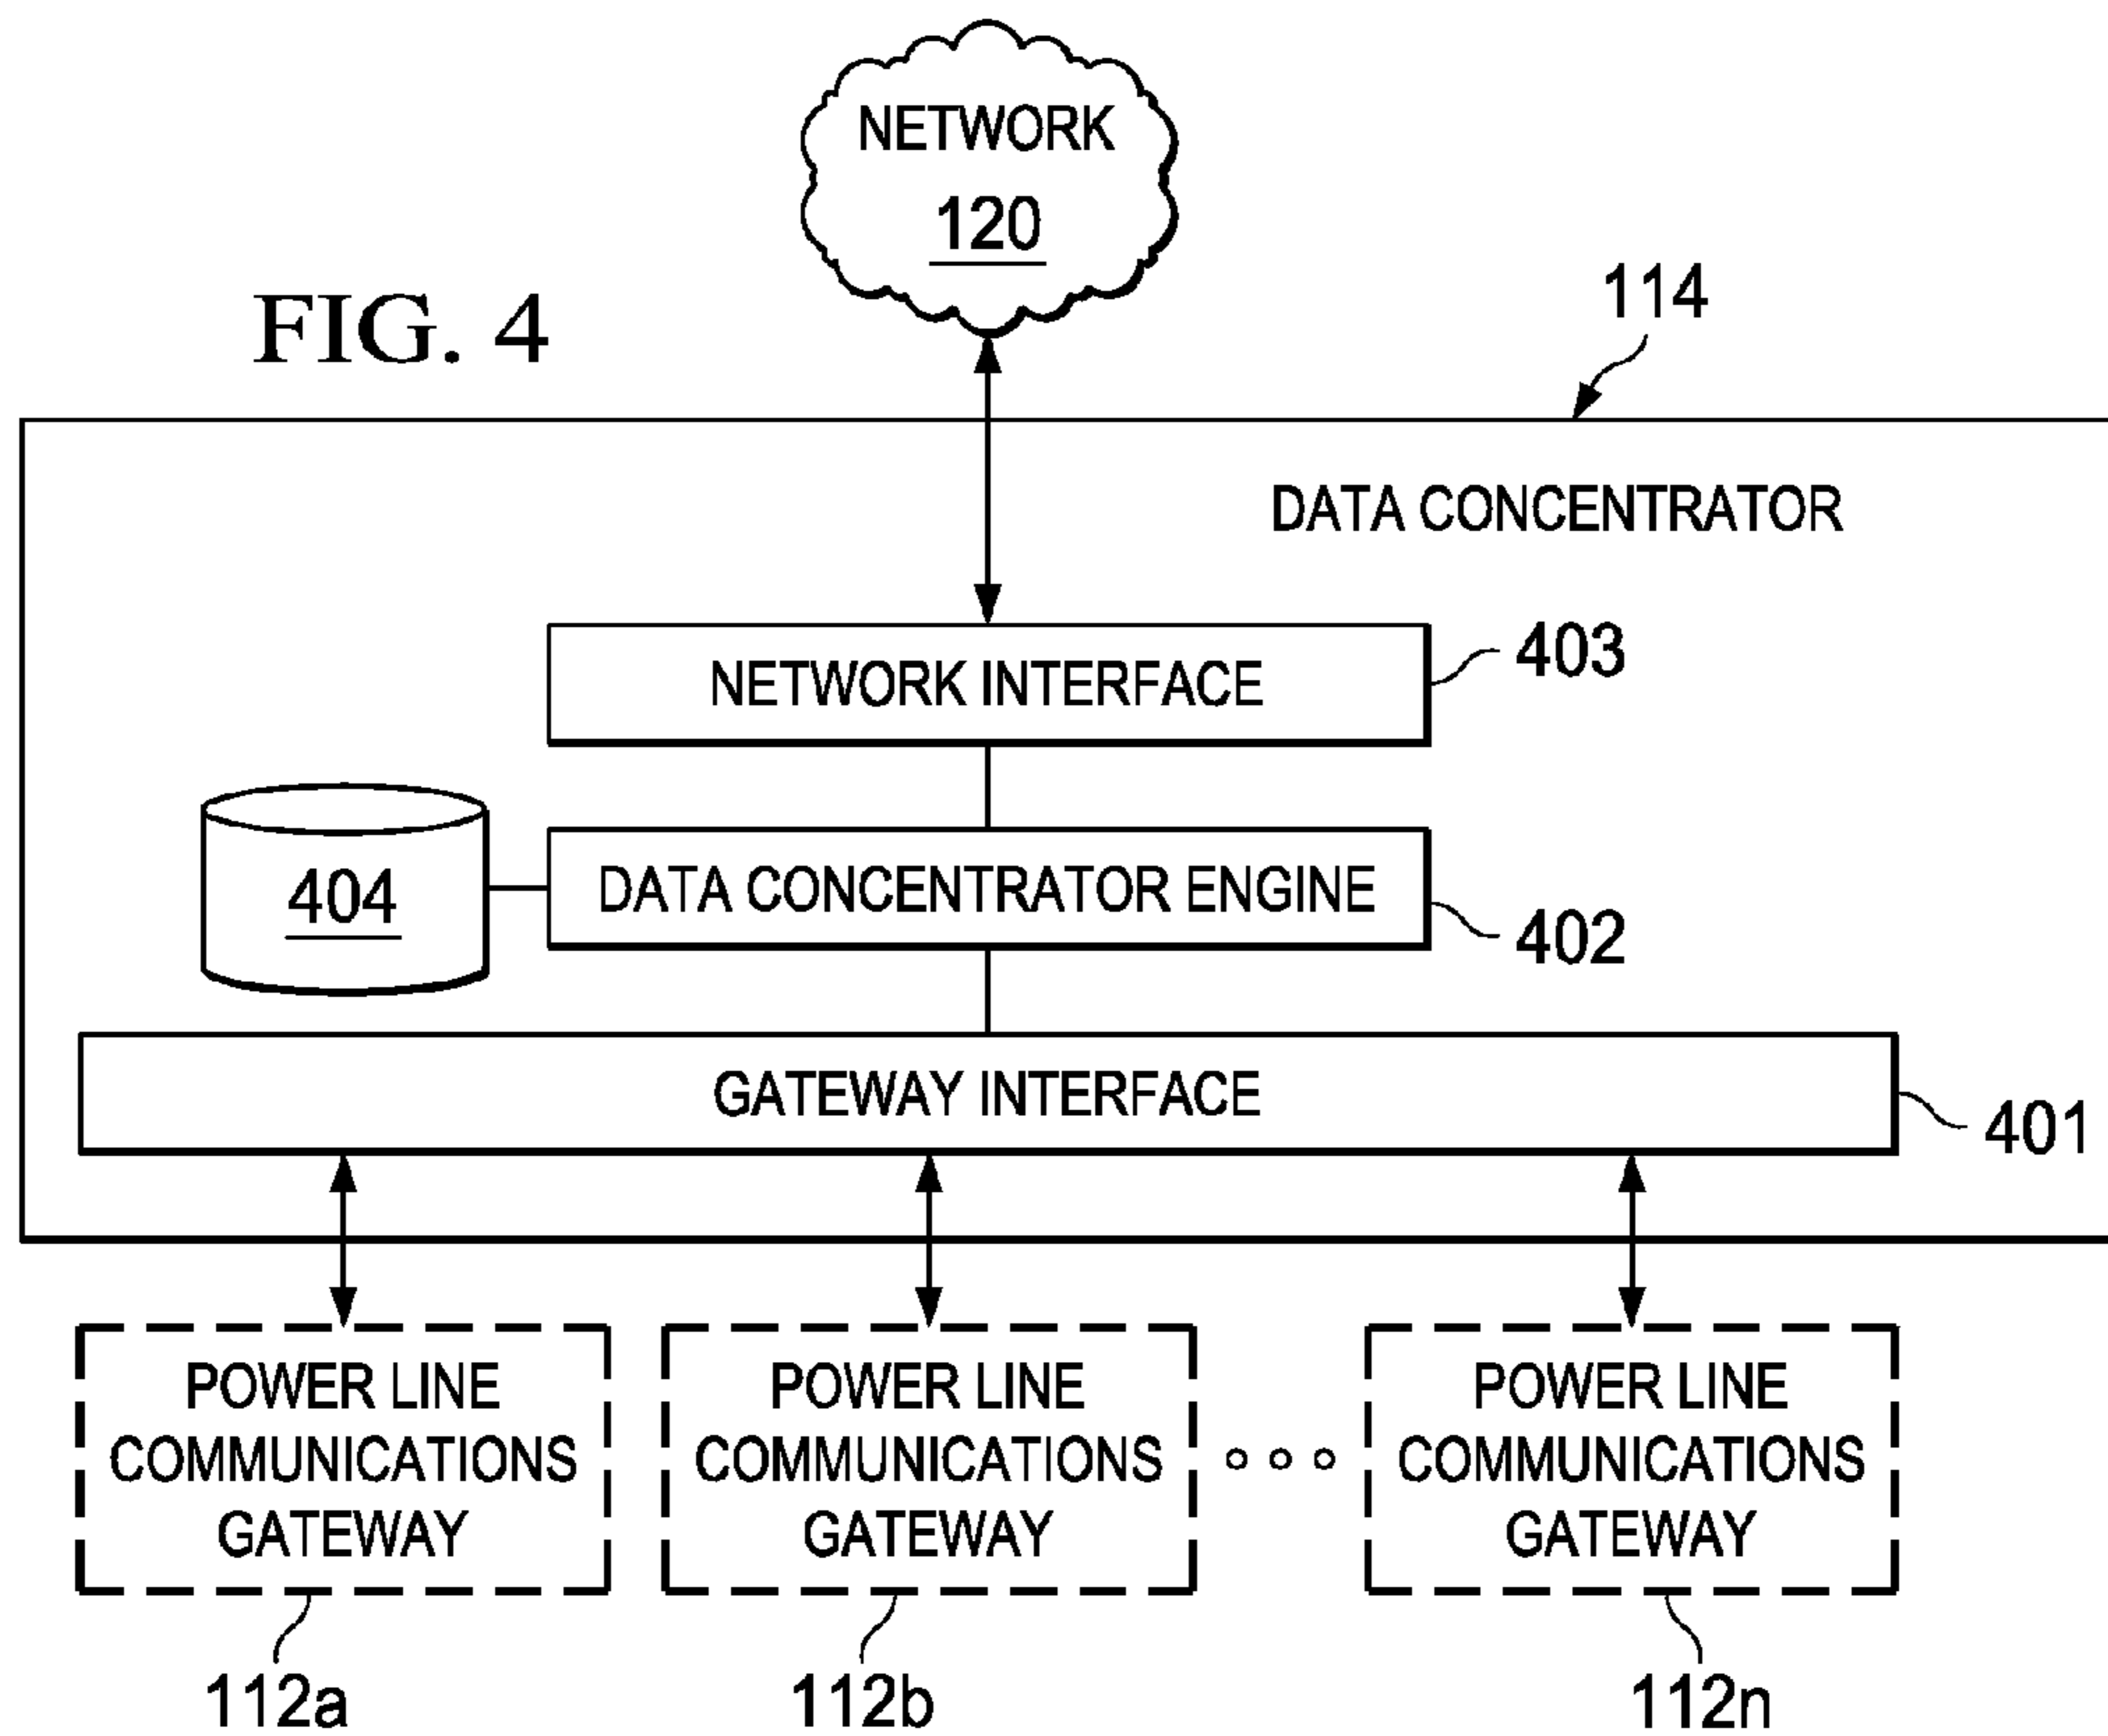 NETWORK
120
FIG. 4
114
DATA CONCENTRATOR
NETWORK INTERFACE
403
404
DATA CONCENTRATOR ENGINE
402
GATEWAY INTERFACE
401
POWER LINE
COMMUNICATIONS
GATEWAY
POWER LINE
COMMUNICATIONS
GATEWAY
POWER LINE
COMMUNICATIONS
GATEWAY
112a
112b
112n